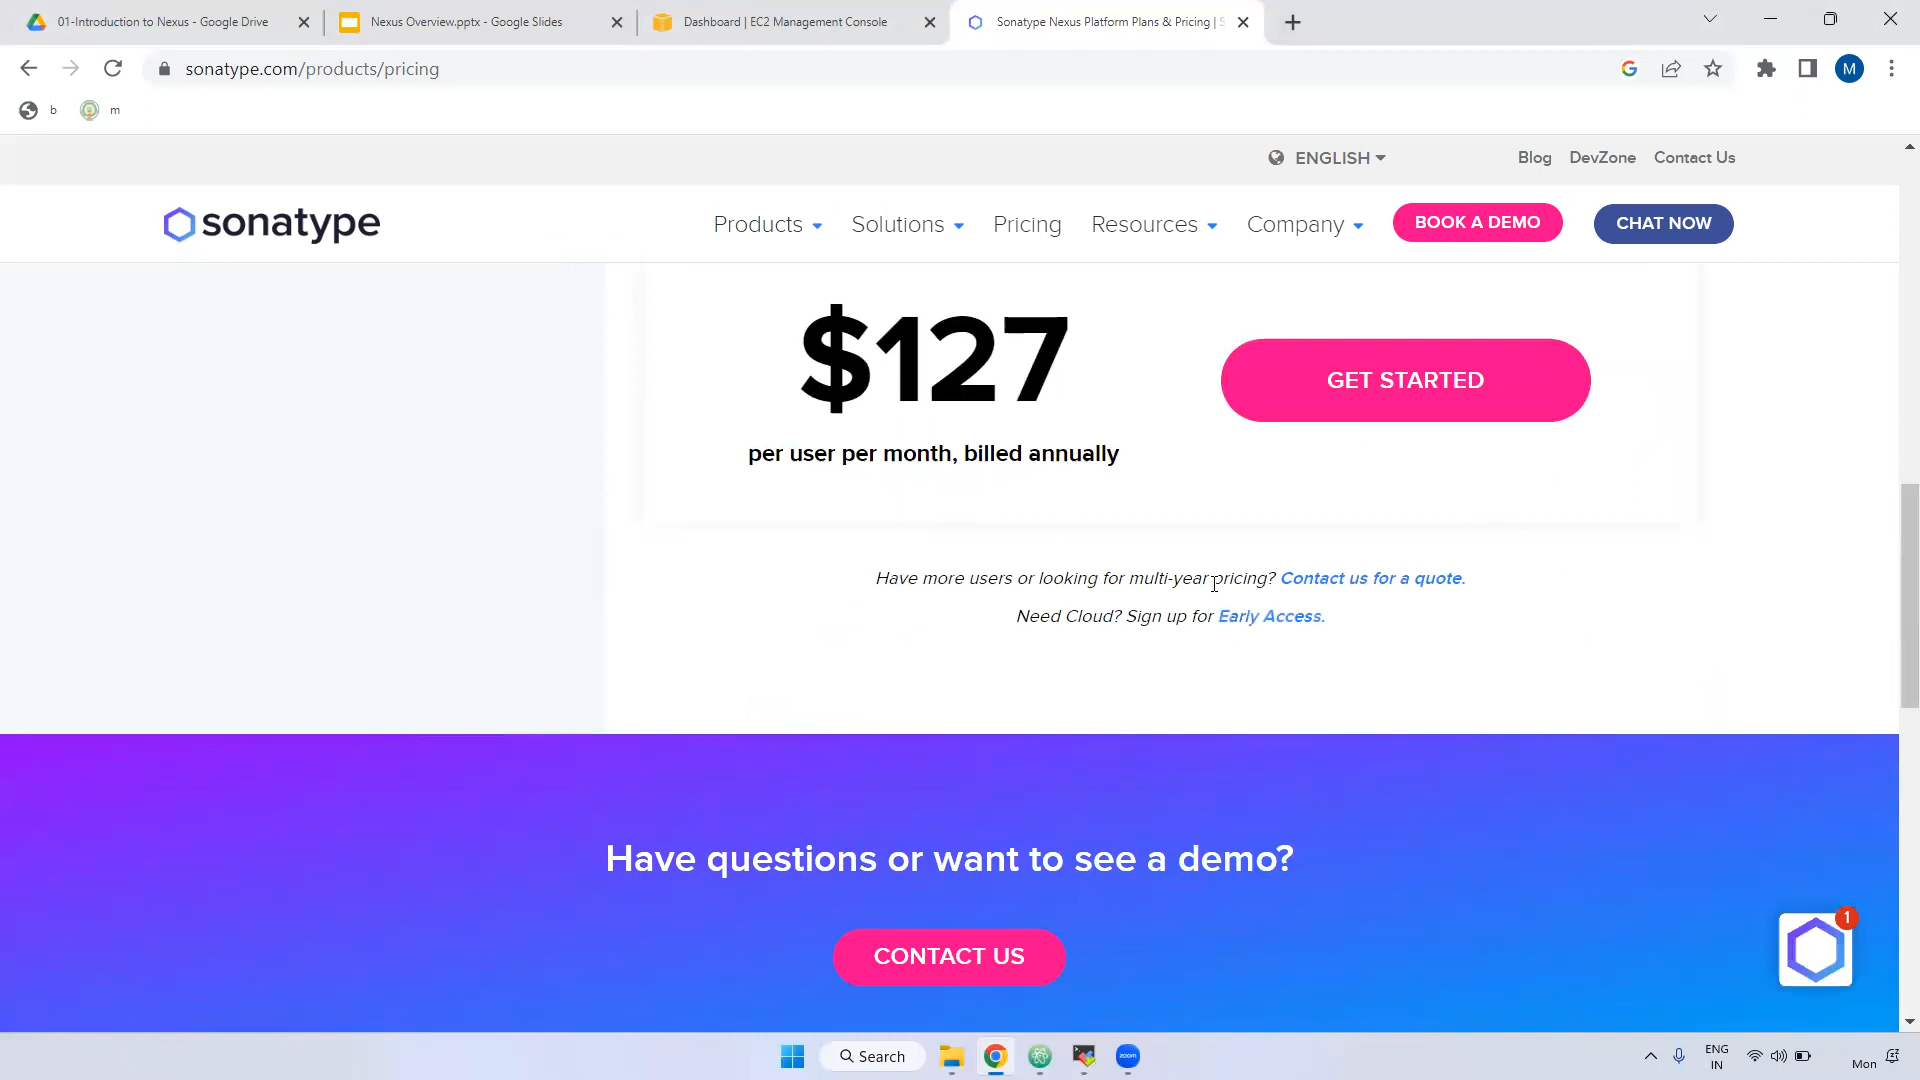 01-Introduction to Nexus - Google Drive
Nexus Overview.pptx - Google Slides
Dashboard | EC2 Management Console
Sonatype Nexus Platform Plans & Pricing | S
sonatype.com/products/pricing
M
b
m
ENGLISH
Blog
DevZone
Contact Us
sonatype
Products
Solutions
Pricing
Resources
Company
BOOK A DEMO
CHAT NOW
$127
per user per month, billed annually
GET STARTED
Have more users or looking for multi-year pricing? Contact us for a quote.
Need Cloud? Sign up for Early Access.
Have questions or want to see a demo?
CONTACT US
1
Search
zoom
ENG
IN
Mon